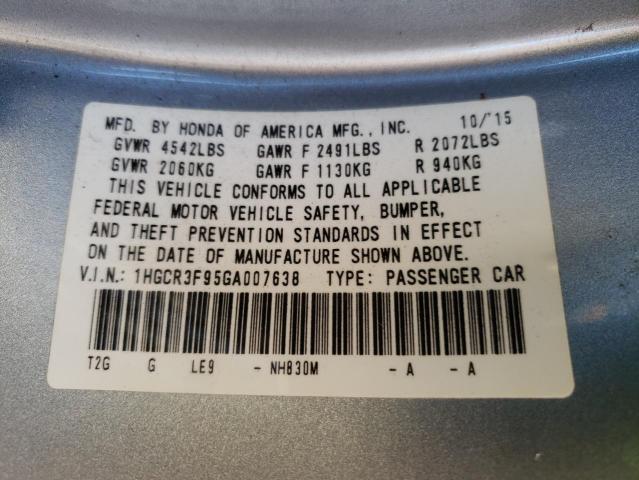 MFD. BY HONDA OF AMERICA MFG., INC. 10/'15
GVWR 4542LBS GAWR F 2491LBS R 2072LBS
GVWR 2060KG GAWR F 1130KG R 940KG
THIS VEHICLE CONFORMS TO ALL APPLICABLE
FEDERAL MOTOR VEHICLE SAFETY, BUMPER,
AND THEFT PREVENTION STANDARDS IN EFFECT
ON THE DATE OF MANUFACTURE SHOWN ABOVE.
V.I.N.: 1HGCR3F95GA007638 TYPE: PASSENGER CAR
T2G G LE9 - NH830M - A - A